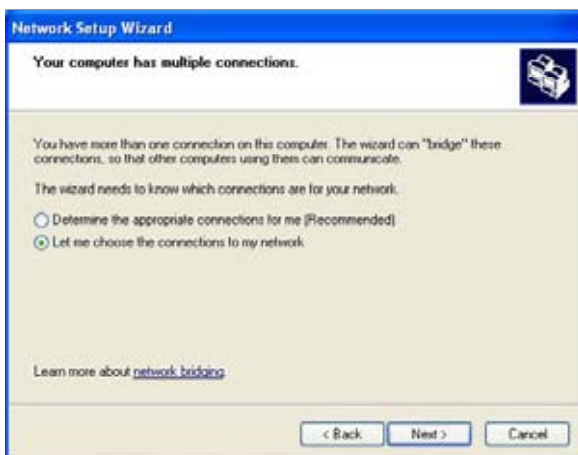 Network Setup Wizard
Your computer has multiple connections.
You have more than one connection on this computer. The wizard can "bridge" these
connections, so that other computers using them can communicate.
The wizard needs to know which connections are for your network.
Determine the appropriate connections for me (Recommended)
Let me choose the connections to my network
Learn more about network bridging.
< Back Next > Cancel